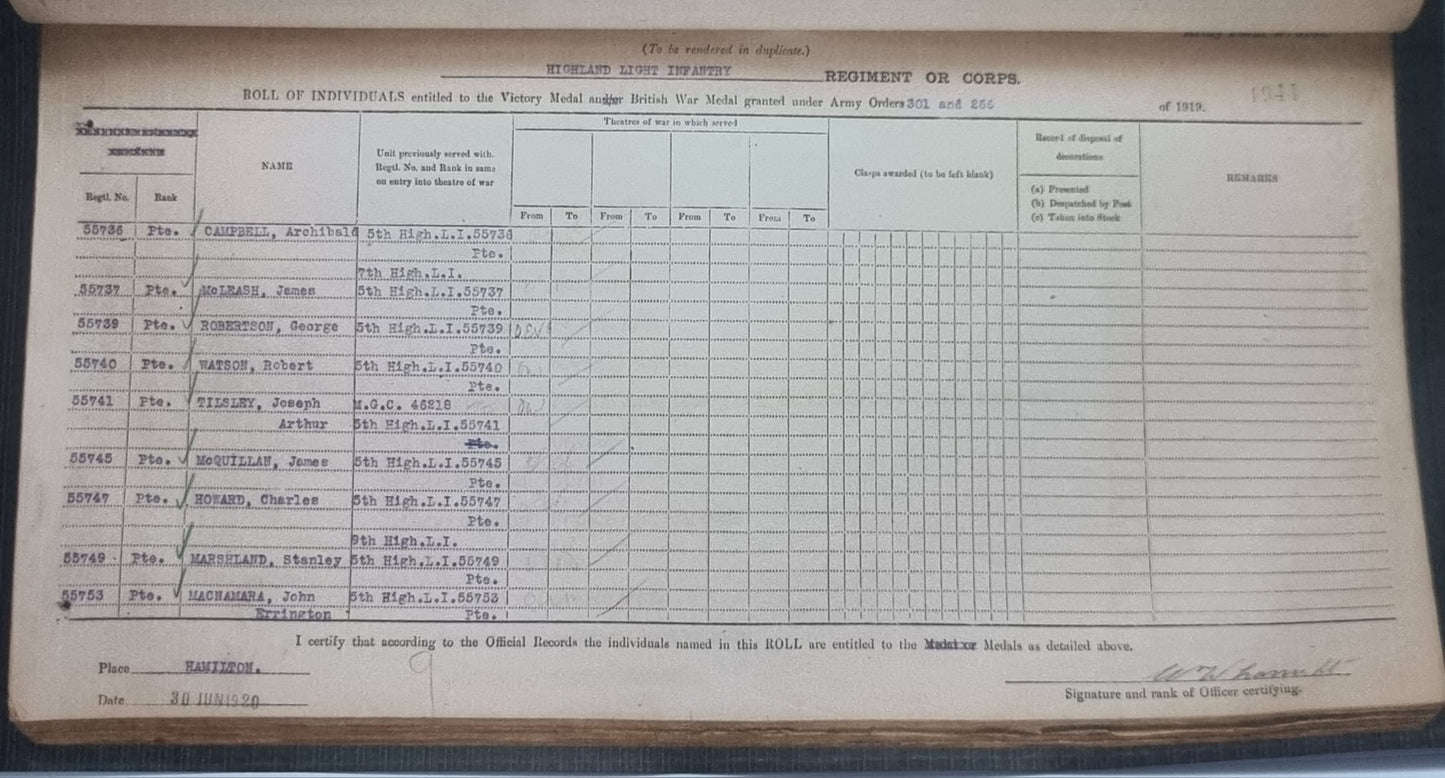 (To be rendered in duplicate.)
HIGHLAND LIGHT INFANTRY REGIMENT OR CORPS.
ROLL OF INDIVIDUALS entitled to the Victory Medal and/or British War Medal granted under Army Orders 301 and 266 of 1919. 1941
Theatres of war in which served
Regtl. No. Rank NAME
Unit previously served with.
Regtl. No. and Rank in same
on entry into theatre of war
From To From To From To From To
Clasps awarded (to be left blank)
Record of disposal of
decorations
(a) Presented
(b) Despatched by Post
(c) Taken into Stock
REMARKS
55736 Pte. CAMPBELL, Archibald 5th High.L.I.55736
Pte.
7th High.L.I.
55737 Pte. McLEASH, James 5th High.L.I.55737
Pte.
55739 Pte. ROBERTSON, George 5th High.L.I.55739
Pte.
55740 Pte. WATSON, Robert 5th High.L.I.55740
Pte.
55741 Pte. TILSLEY, Joseph M.G.C. 46218
Arthur 5th High.L.I.55741
Pte.
55745 Pte. McQUILLAN, James 5th High.L.I.55745
Pte.
55747 Pte. HOWARD, Charles 5th High.L.I.55747
Pte.
9th High.L.I.
55749 Pte. MARSHLAND, Stanley 5th High.L.I.55749
Pte.
55753 Pte. MACNAMARA, John 5th High.L.I.55753
Errington Pte.
I certify that according to the Official Records the individuals named in this ROLL are entitled to the Medals as detailed above.
Place HAMILTON.
Date 30 JUN 1920
Signature and rank of Officer certifying.